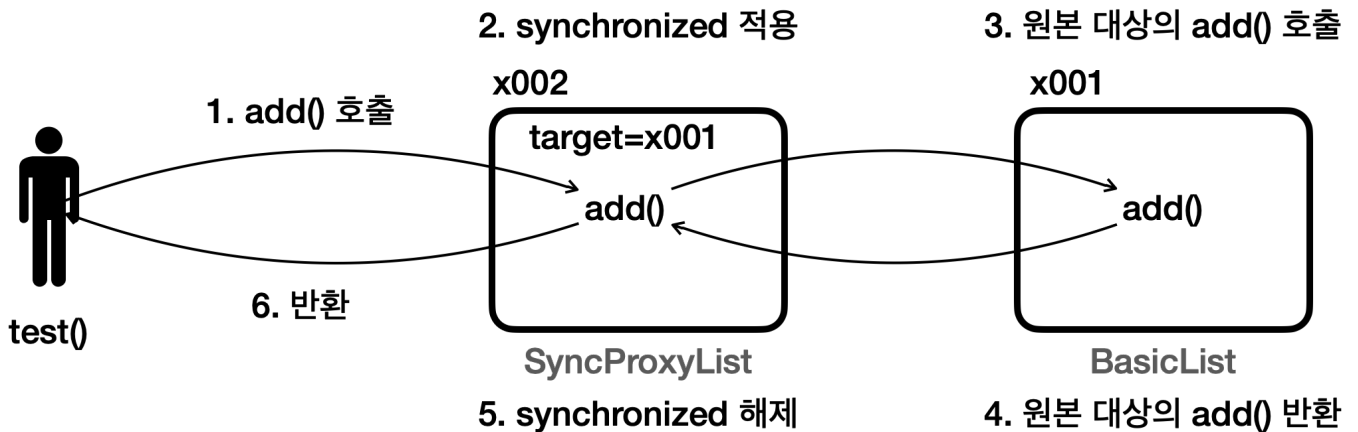 2. synchronized 적용
3. 원본 대상의 add() 호출
x002
x001
1. add() 호출
target=x001
add()
add()
6. 반환
test()
SyncProxyList
BasicList
5. synchronized 해제
4. 원본 대상의 add() 반환